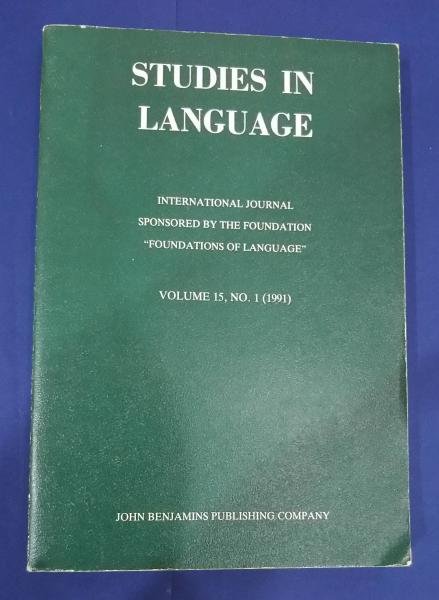 STUDIES IN
LANGUAGE
INTERNATIONAL JOURNAL
SPONSORED BY THE FOUNDATION
“FOUNDATIONS OF LANGUAGE”
VOLUME 15, NO. 1 (1991)
JOHN BENJAMINS PUBLISHING COMPANY